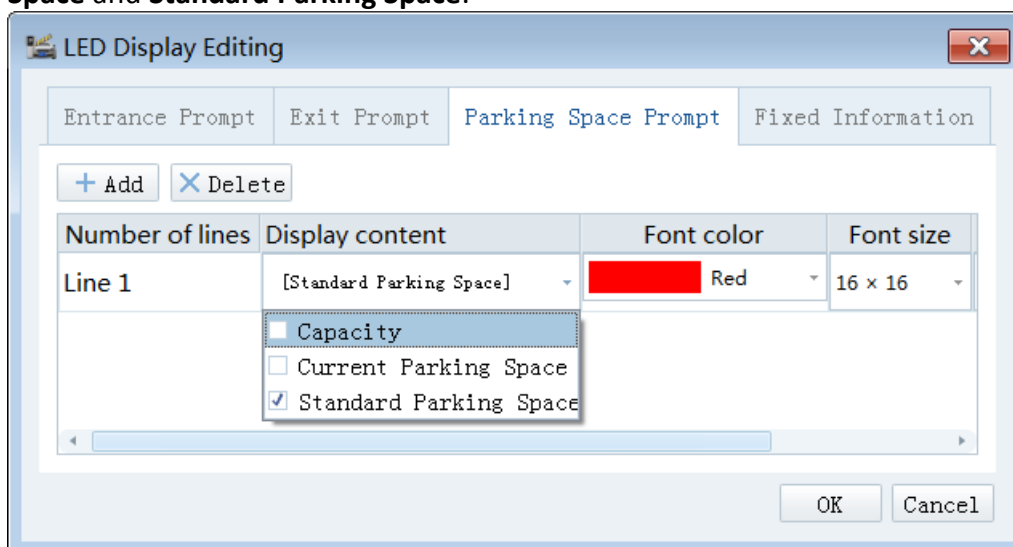 Space and Standard Parking Space.
LED Display Editing
Entrance Prompt Exit Prompt Parking Space Prompt Fixed Information
Add Delete
Number of lines Display content Font color Font size
Line 1 [Standard Parking Space] Red 16 × 16
Capacity
Current Parking Space
Standard Parking Space
OK Cancel